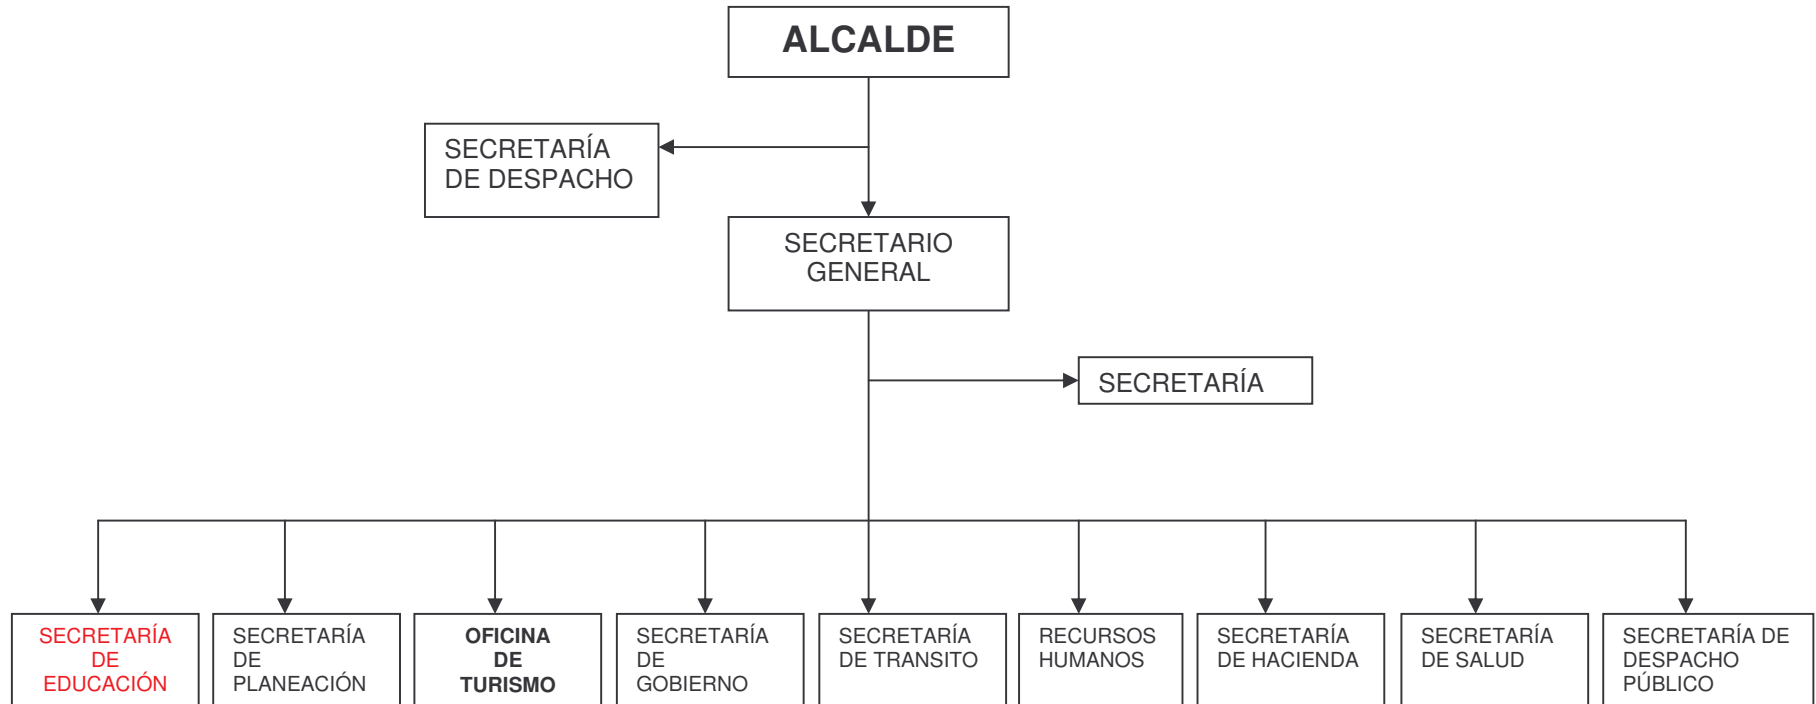 ALCALDE
SECRETARÍA
DE DESPACHO
SECRETARIO
GENERAL
SECRETARÍA
SECRETARÍA
DE
EDUCACIÓN
SECRETARÍA
DE
PLANEACIÓN
OFICINA
DE
TURISMO
SECRETARÍA
DE
GOBIERNO
SECRETARÍA
DE TRANSITO
RECURSOS
HUMANOS
SECRETARÍA
DE HACIENDA
SECRETARÍA
DE SALUD
SECRETARÍA DE
DESPACHO
PÚBLICO